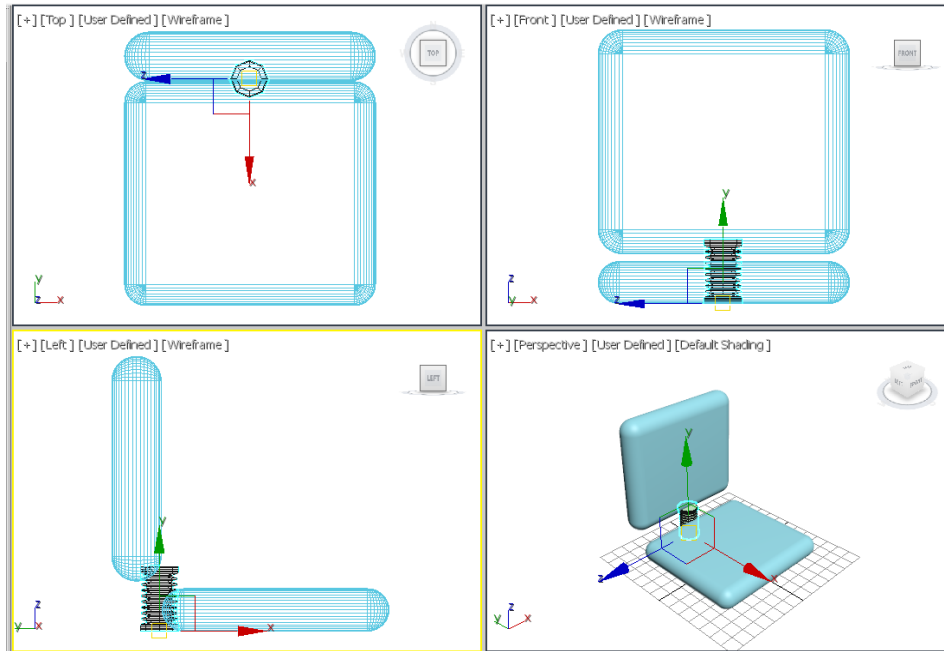 [+] [Top] [User Defined] [Wireframe]
TOP
z
x
y
z
x
[+] [Front] [User Defined] [Wireframe]
FRONT
y
z
z
y
x
[+] [Left] [User Defined] [Wireframe]
LEFT
y
x
z
y
x
[+] [Perspective] [User Defined] [Default Shading]
y
z
x
z
y
x